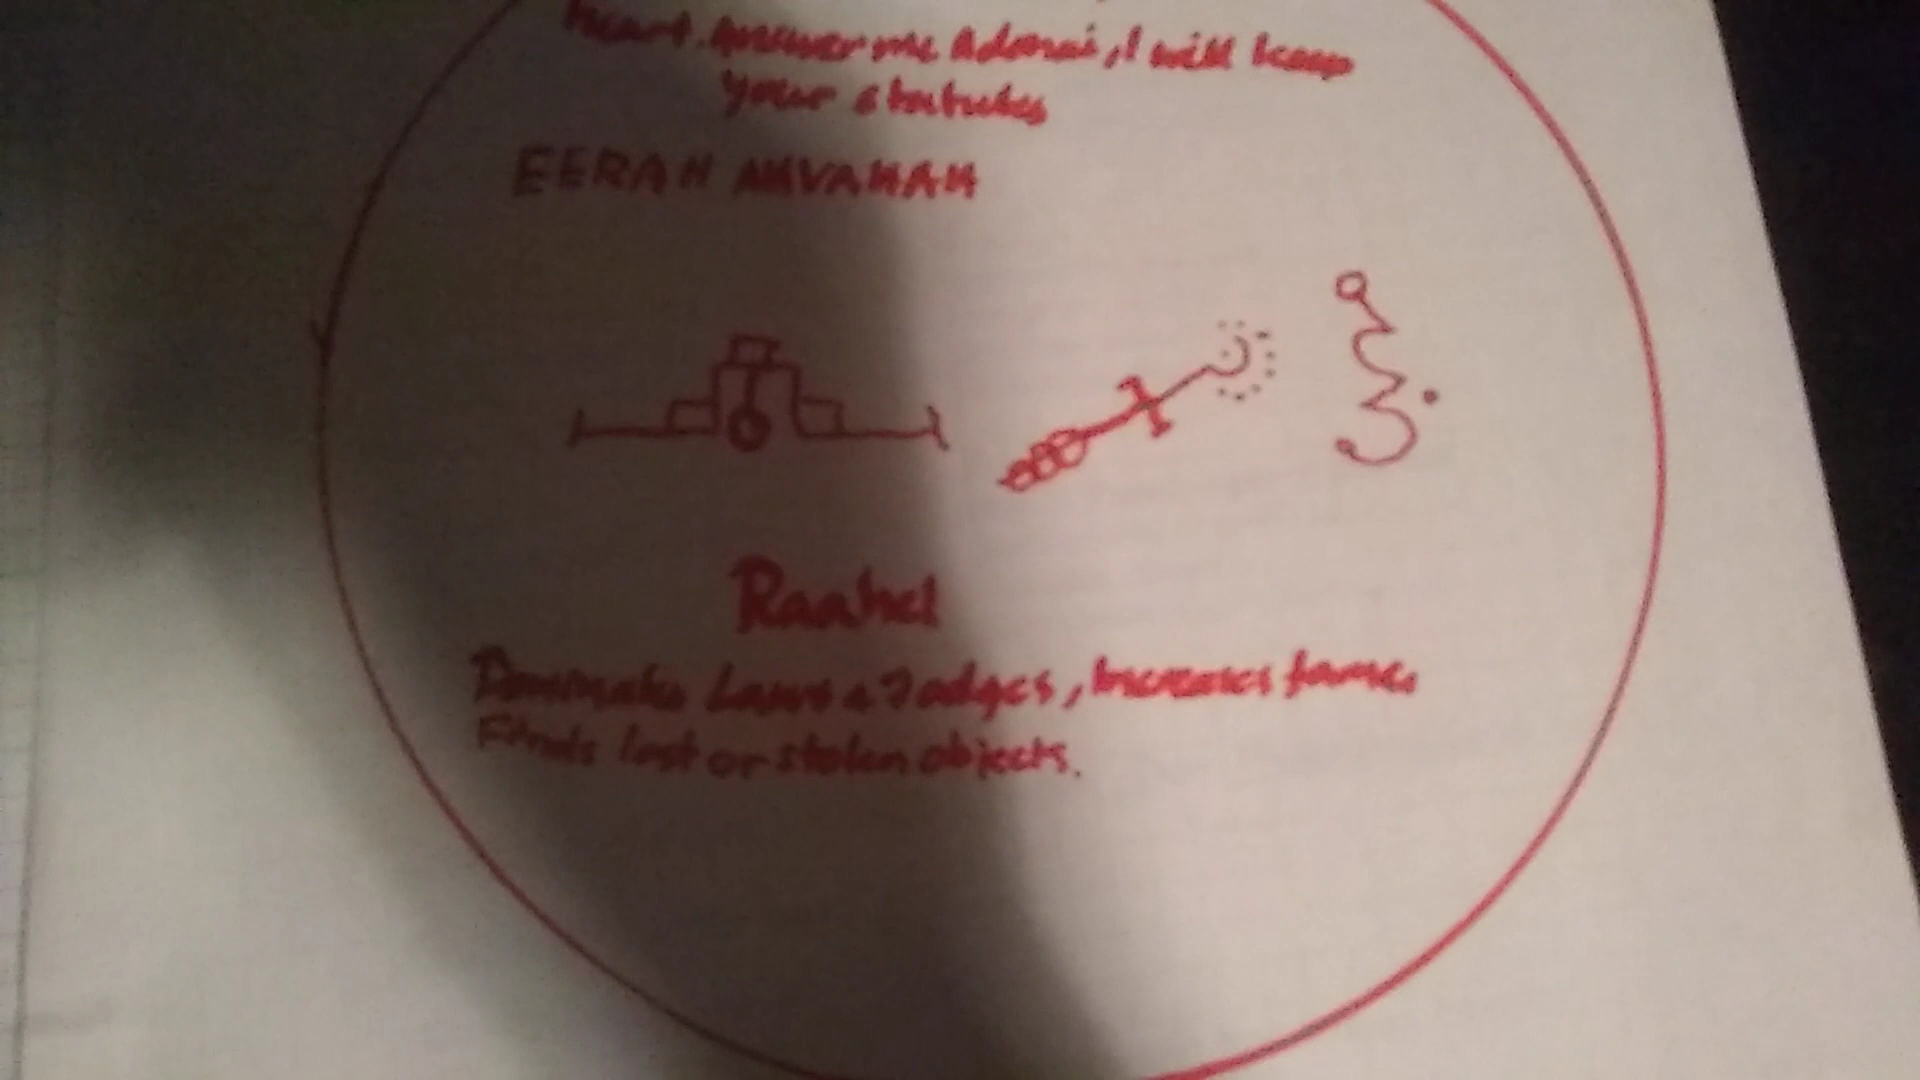 Heart. Answer me Adonai, I will keep
your statutes
EERAH
Raahel
Dominates Laws & Judges, Increases fame,
Finds lost or stolen objects.